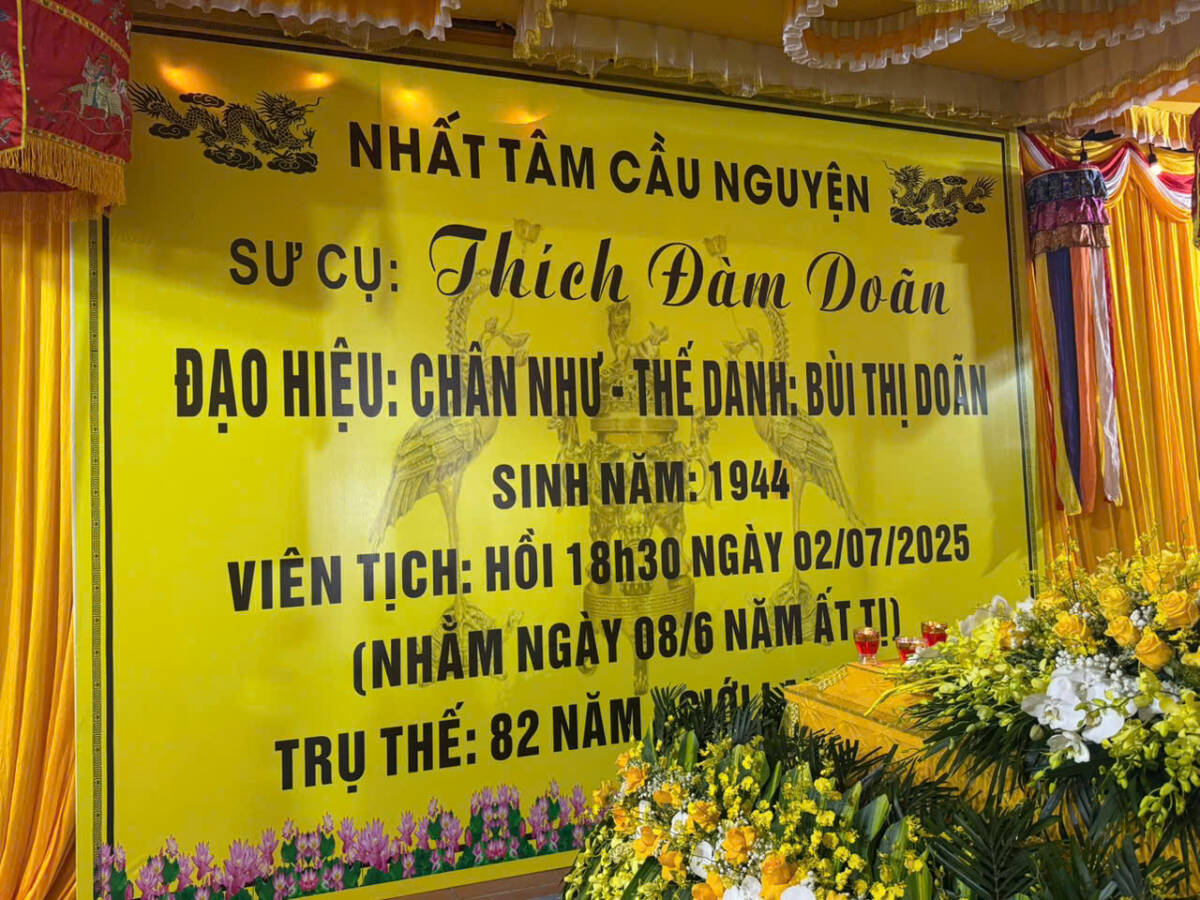 NHẤT TÂM CẦU NGUYỆN
SƯ CỤ: Thích Đàm Doãn
ĐẠO HIỆU: CHÂN NHƯ - THẾ DANH: BÙI THỊ DOÃN
SINH NĂM: 1944
VIÊN TỊCH: HỒI 18h30 NGÀY 02/07/2025
(NHẰM NGÀY 08/6 NĂM ẤT TỊ)
TRỤ THẾ: 82 NĂM